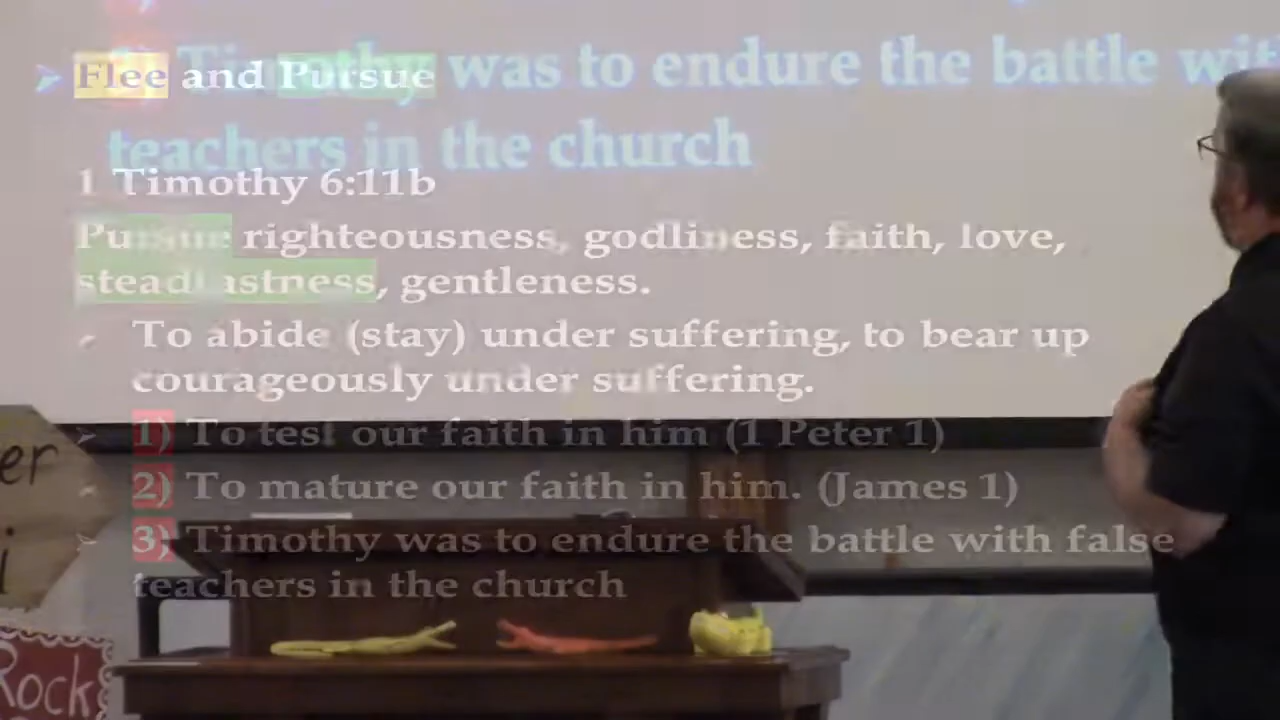 Flee and Pursue
Timothy was to endure the battle
teachers in the church
1 Timothy 6:11b
Pursue righteousness, godliness, faith, love,
steadfastness, gentleness.
To abide (stay) under suffering, to bear up
courageously under suffering.
1) To test our faith in him (1 Peter 1)
2) To mature our faith in him. (James 1)
3) Timothy was to endure the battle with false
teachers in the church
er
i
Rock